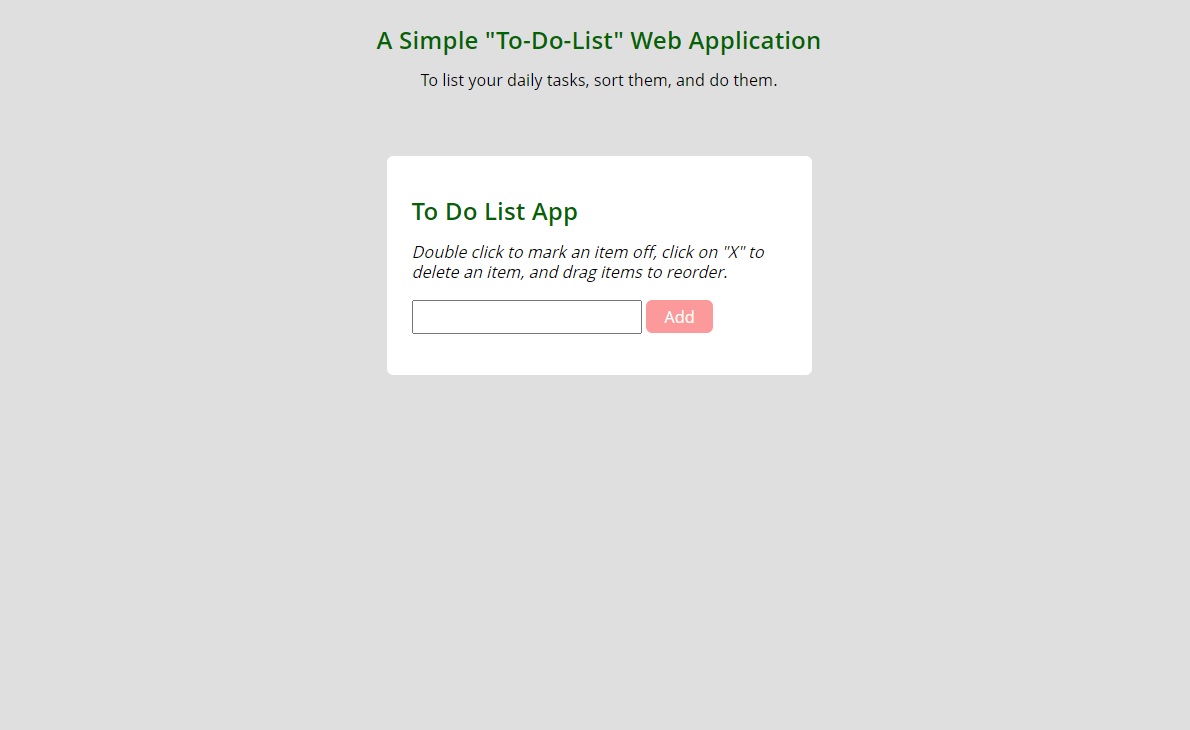 A Simple "To-Do-List" Web Application
To list your daily tasks, sort them, and do them.
To Do List App
Double click to mark an item off, click on "X" to
delete an item, and drag items to reorder.
Add